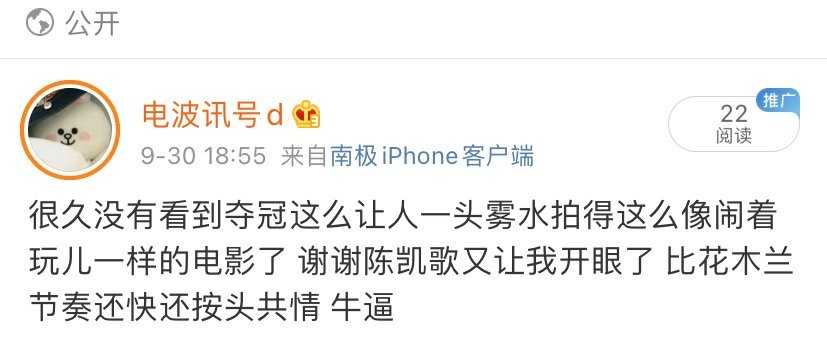 公开
电波讯号d
推广
22
阅读
9-30 18:55 来自南极iPhone客户端
很久没有看到夺冠这么让人一头雾水拍得这么像闹着
玩儿一样的电影了 谢谢陈凯歌又让我开眼了 比花木兰
节奏还快还按头共情 牛逼